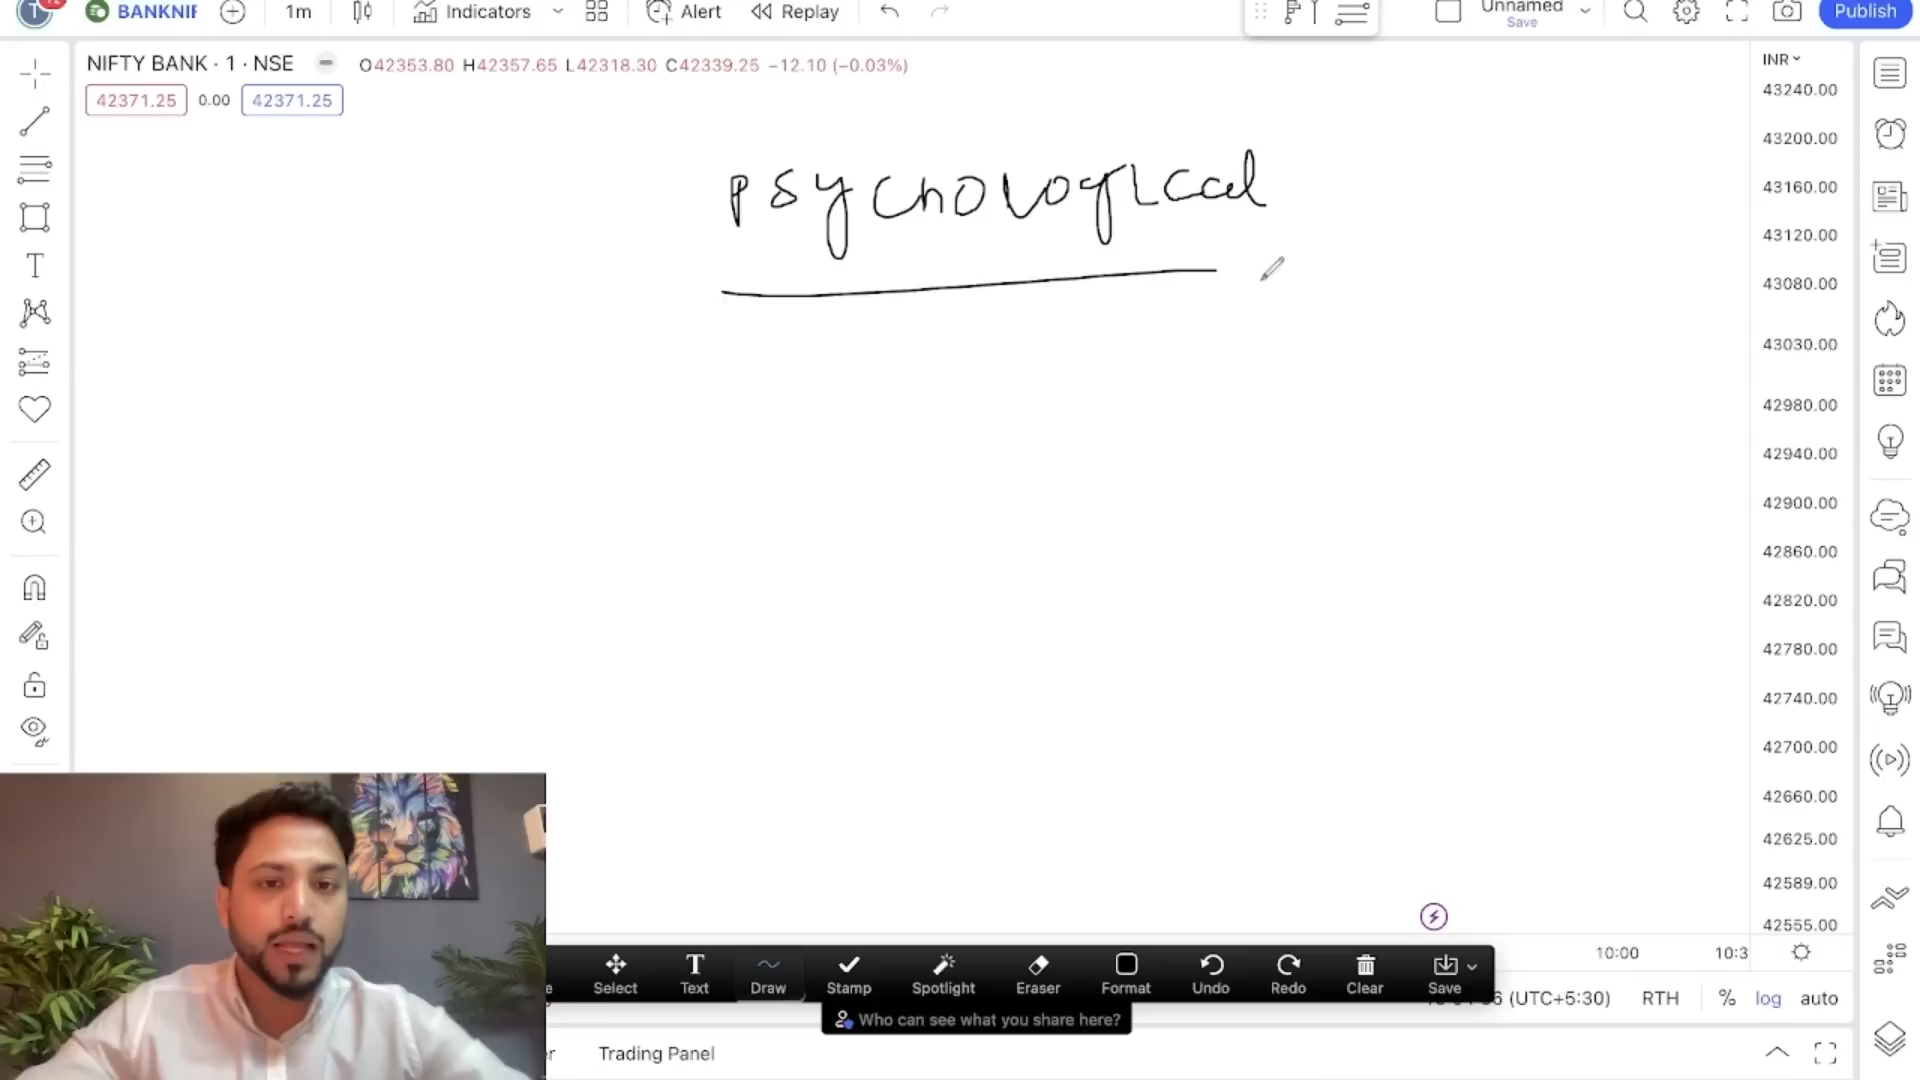 T 12 BANKNIF 1m Indicators Alert Replay Unnamed Save Publish
NIFTY BANK · 1 · NSE O42353.80 H42357.65 L42318.30 C42339.25 −12.10 (−0.03%)
42371.25 0.00 42371.25
INR
43240.00
43200.00
43160.00
43120.00
43080.00
43030.00
42980.00
42940.00
42900.00
42860.00
42820.00
42780.00
42740.00
42700.00
42660.00
42625.00
42589.00
42555.00
psychological
10:00 10:3
e Select Text Draw Stamp Spotlight Eraser Format Undo Redo Clear Save
(UTC+5:30) RTH % log auto
Who can see what you share here?
r Trading Panel